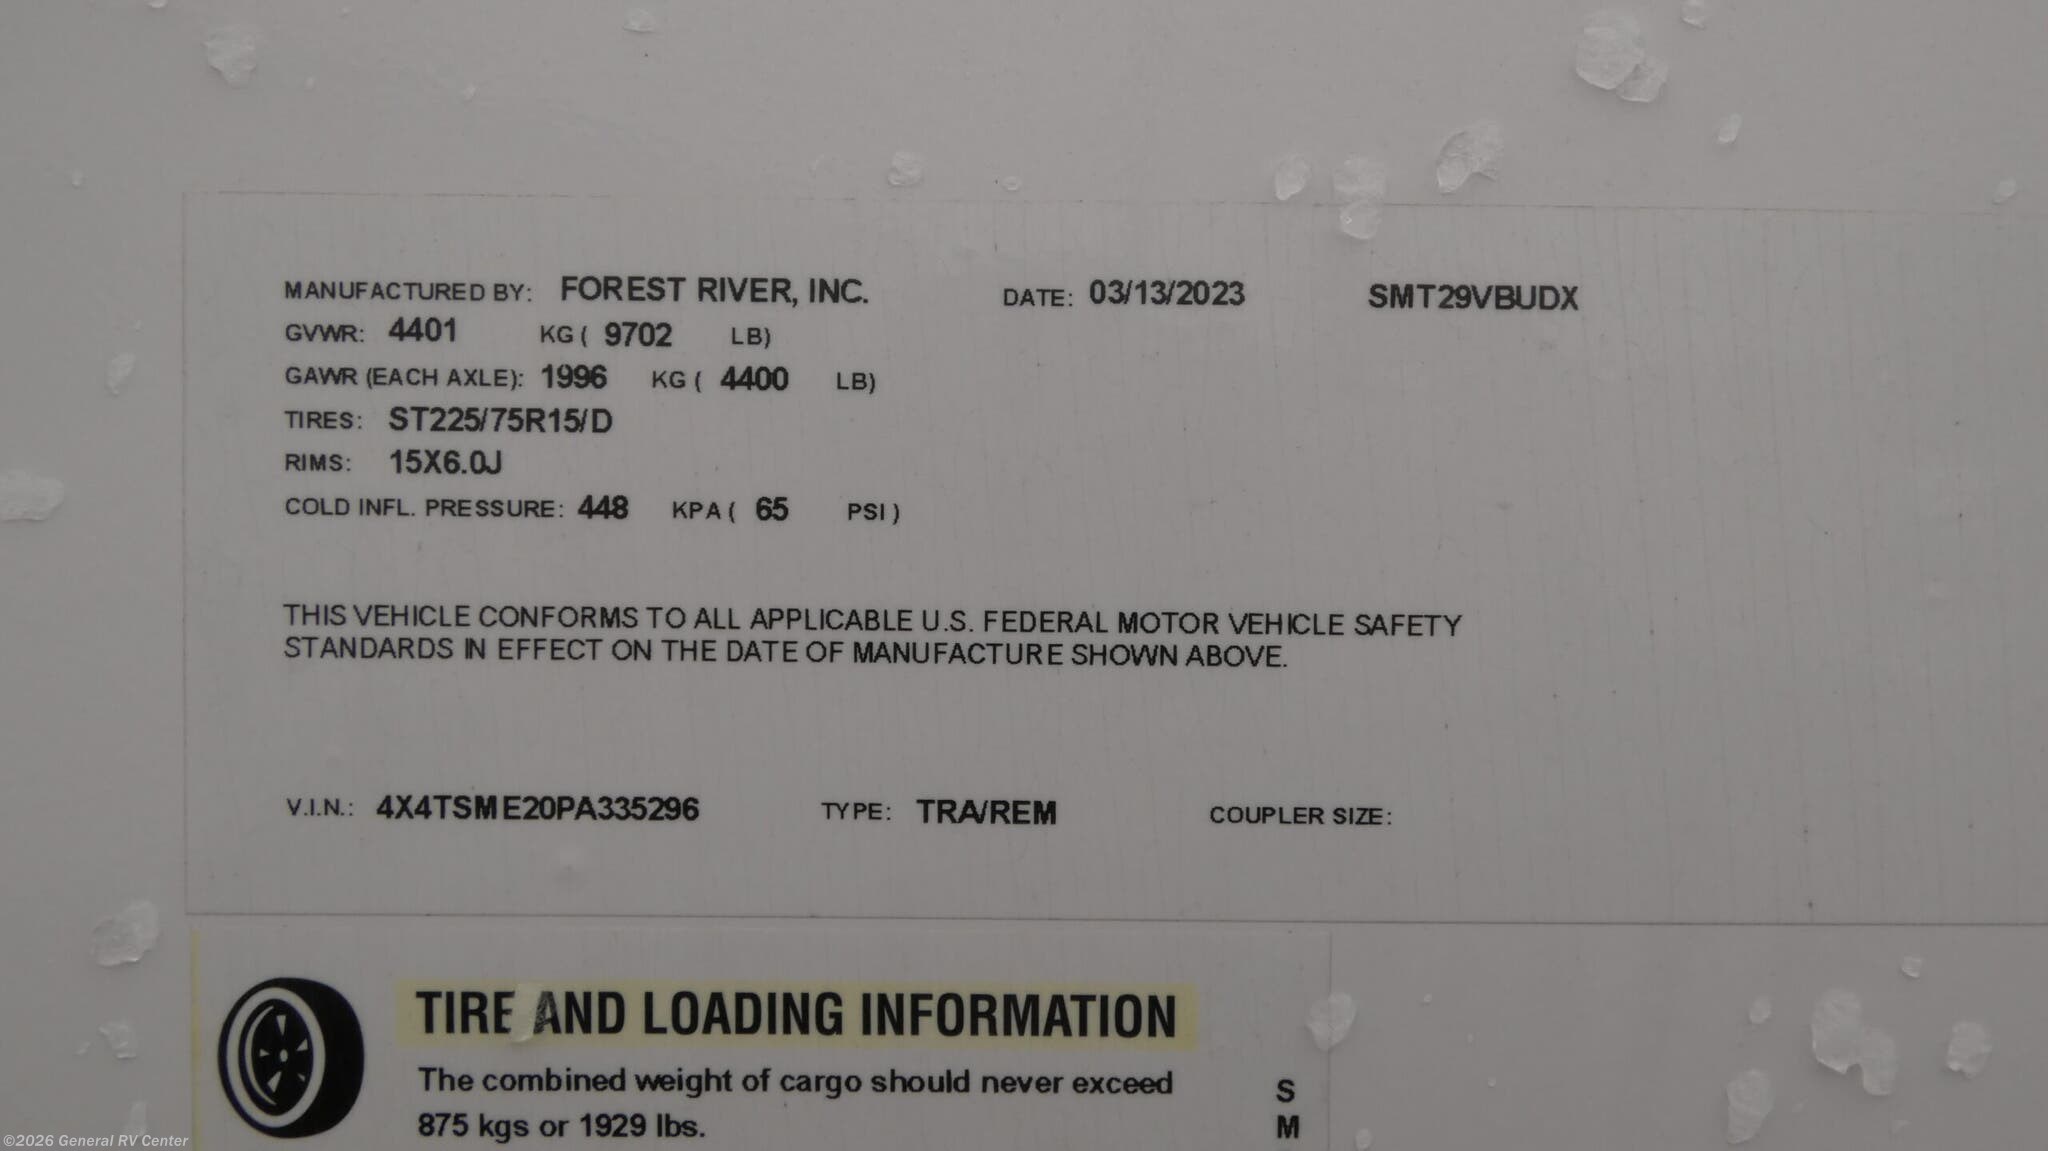 MANUFACTURED BY: FOREST RIVER, INC. DATE: 03/13/2023 SMT29VBUDX
GVWR: 4401 KG ( 9702 LB)
GAWR (EACH AXLE): 1996 KG ( 4400 LB)
TIRES: ST225/75R15/D
RIMS: 15X6.0J
COLD INFL. PRESSURE: 448 KPA ( 65 PSI )
THIS VEHICLE CONFORMS TO ALL APPLICABLE U.S. FEDERAL MOTOR VEHICLE SAFETY
STANDARDS IN EFFECT ON THE DATE OF MANUFACTURE SHOWN ABOVE.
V.I.N.: 4X4TSME20PA335296 TYPE: TRA/REM COUPLER SIZE:
TIRE AND LOADING INFORMATION
The combined weight of cargo should never exceed
875 kgs or 1929 lbs.
S
M
©2026 General RV Center